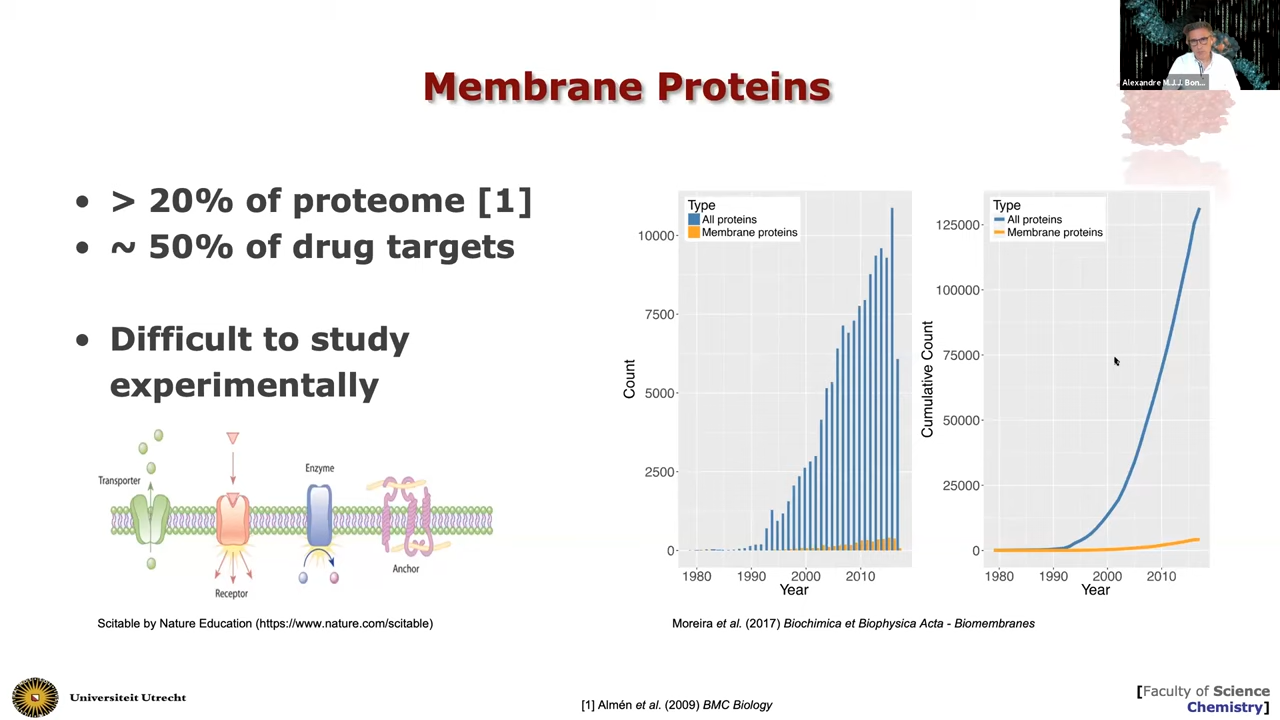 Alexandre M.J.J. Bon...
Membrane Proteins
• > 20% of proteome [1]
• ~ 50% of drug targets
• Difficult to study
experimentally
Transporter
Enzyme
Anchor
Receptor
Scitable by Nature Education (https://www.nature.com/scitable)
Type
All proteins
Membrane proteins
Count
10000
7500
5000
2500
0
1980 1990 2000 2010
Year
Type
All proteins
Membrane proteins
Cumulative Count
125000
100000
75000
50000
25000
0
1980 1990 2000 2010
Year
Moreira et al. (2017) Biochimica et Biophysica Acta - Biomembranes
Universiteit Utrecht
[1] Almén et al. (2009) BMC Biology
[Faculty of Science
Chemistry]